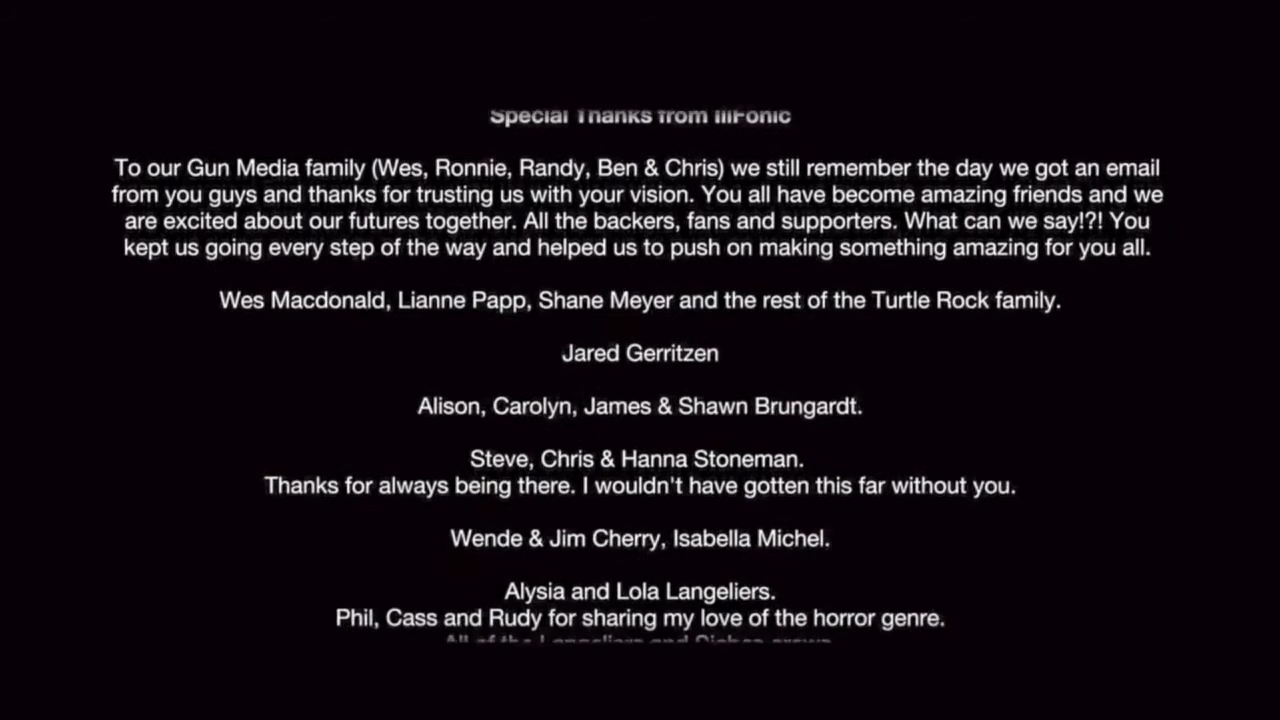 Special Thanks from IllFonic
To our Gun Media family (Wes, Ronnie, Randy, Ben & Chris) we still remember the day we got an email
from you guys and thanks for trusting us with your vision. You all have become amazing friends and we
are excited about our futures together. All the backers, fans and supporters. What can we say!?! You
kept us going every step of the way and helped us to push on making something amazing for you all.
Wes Macdonald, Lianne Papp, Shane Meyer and the rest of the Turtle Rock family.
Jared Gerritzen
Alison, Carolyn, James & Shawn Brungardt.
Steve, Chris & Hanna Stoneman.
Thanks for always being there. I wouldn't have gotten this far without you.
Wende & Jim Cherry, Isabella Michel.
Alysia and Lola Langeliers.
Phil, Cass and Rudy for sharing my love of the horror genre.
All of the Langeliers and